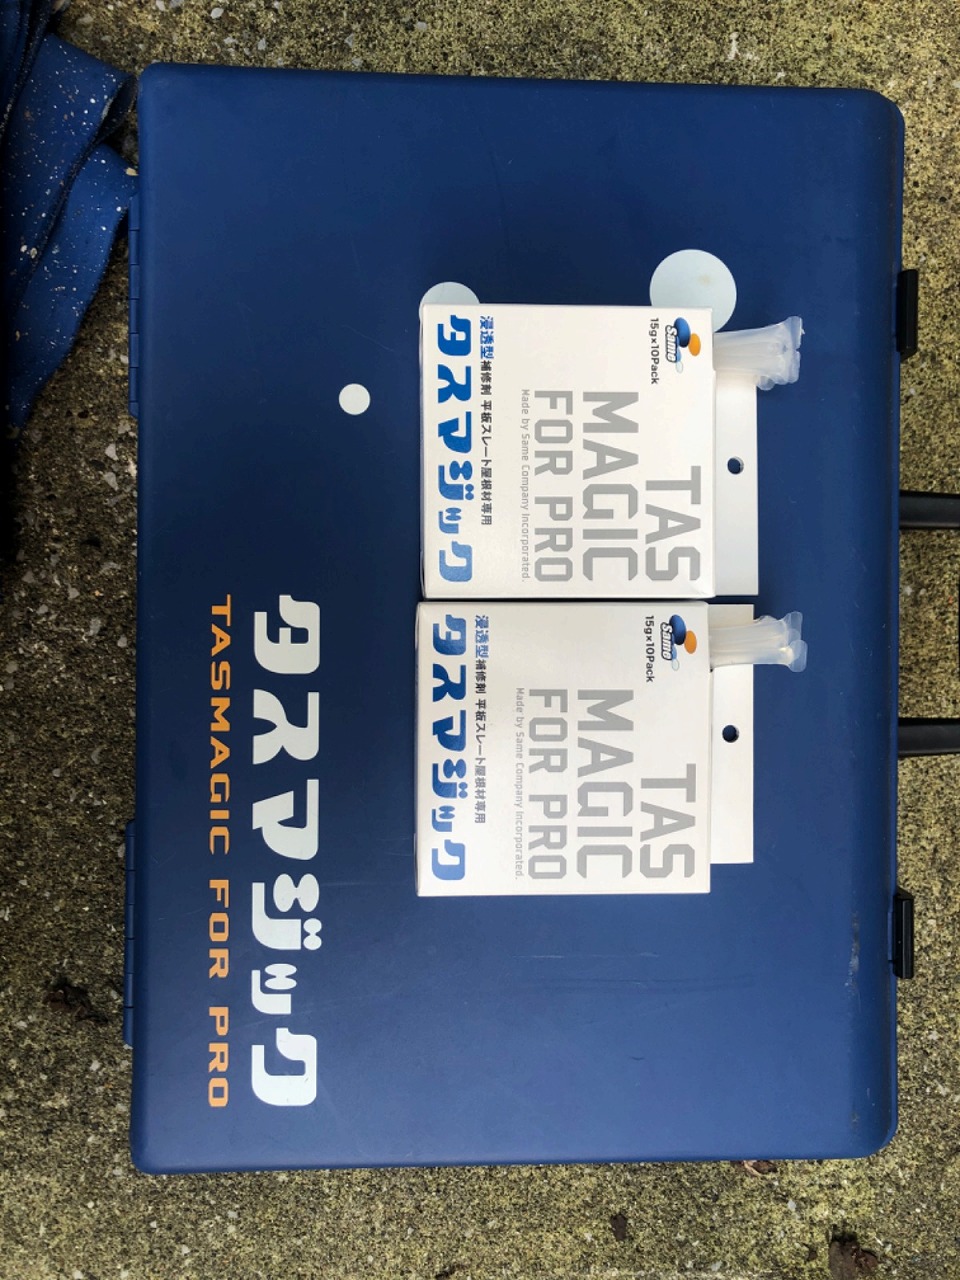 Same
15g×10Pack
TAS
MAGIC
FOR PRO
Made by Same Company Incorporated.
浸透型補修剤 平板スレート屋根材専用
タスマジック
Same
15g×10Pack
TAS
MAGIC
FOR PRO
Made by Same Company Incorporated.
浸透型補修剤 平板スレート屋根材専用
タスマジック
タスマジック
TASMAGIC FOR PRO